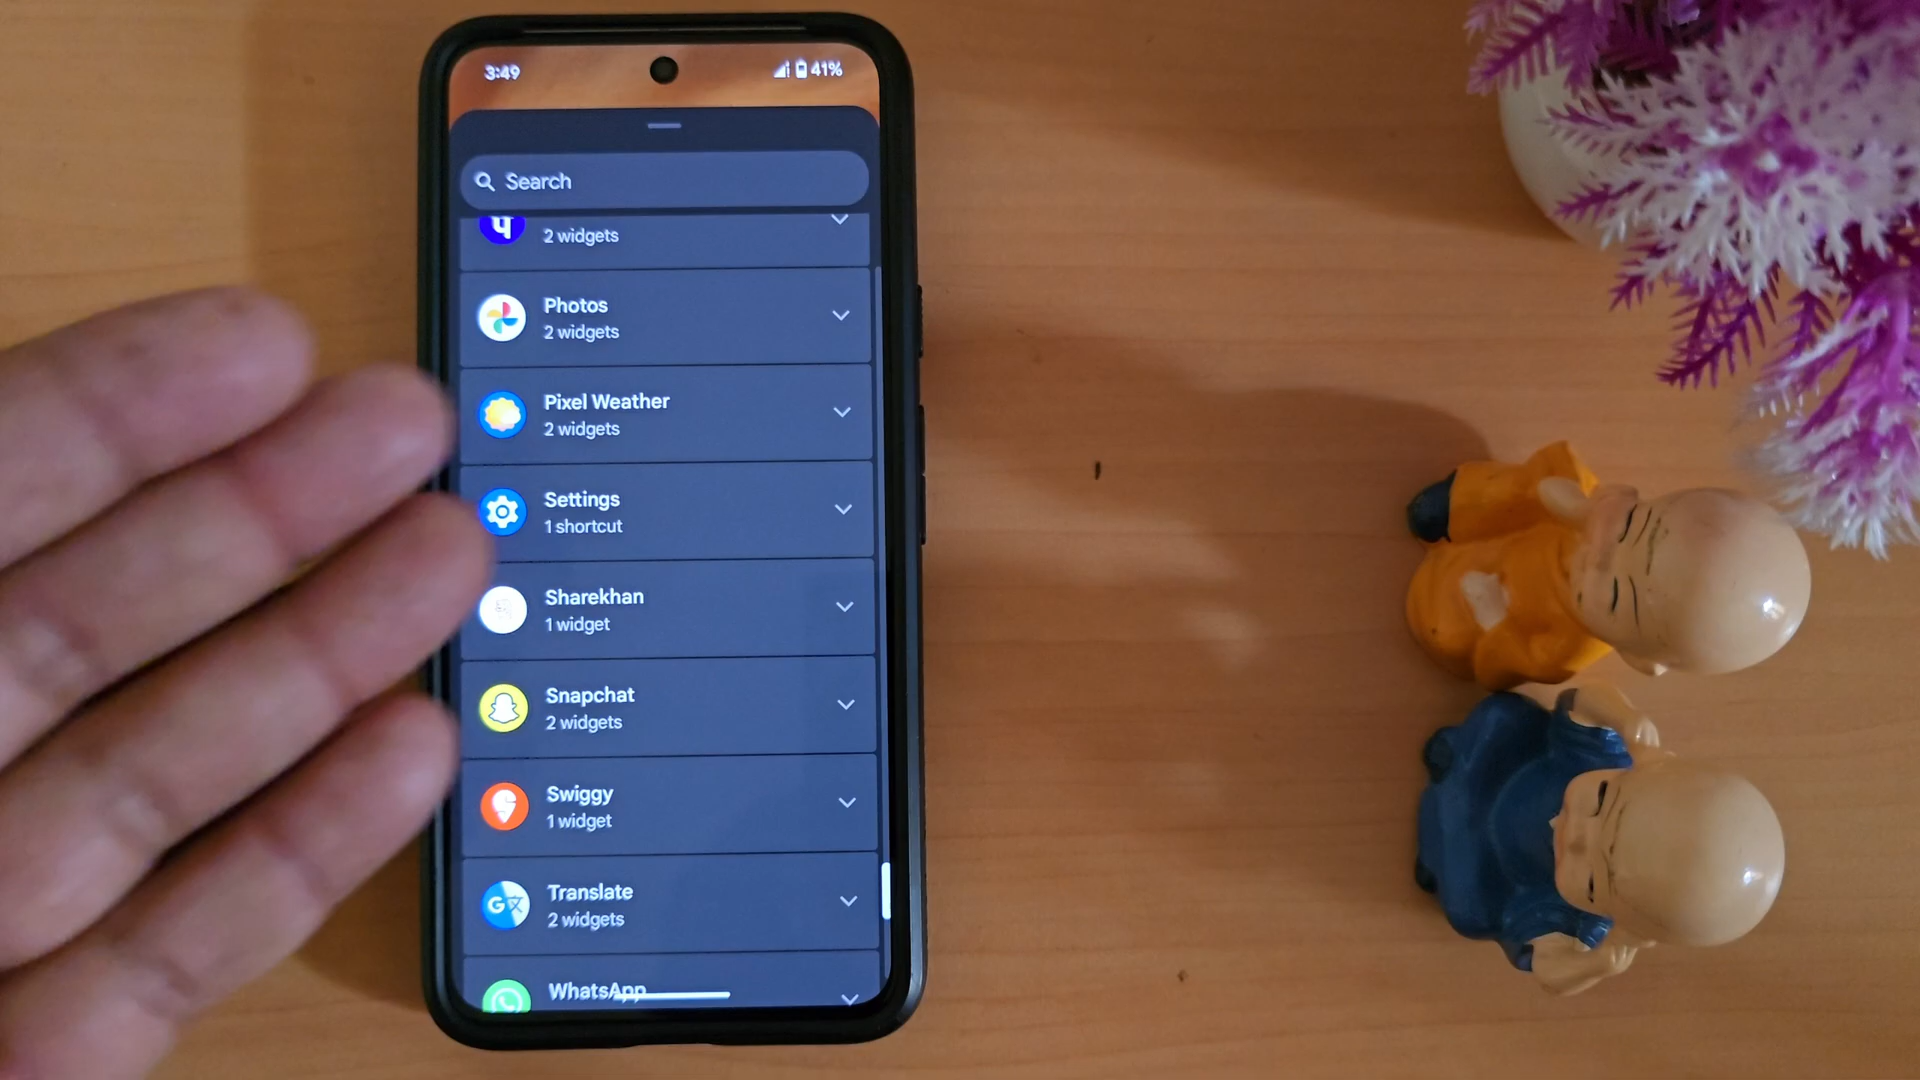 3:49
41%
Search
2 widgets
Photos
2 widgets
Pixel Weather
2 widgets
Settings
1 shortcut
Sharekhan
1 widget
Snapchat
2 widgets
Swiggy
1 widget
Translate
2 widgets
WhatsApp